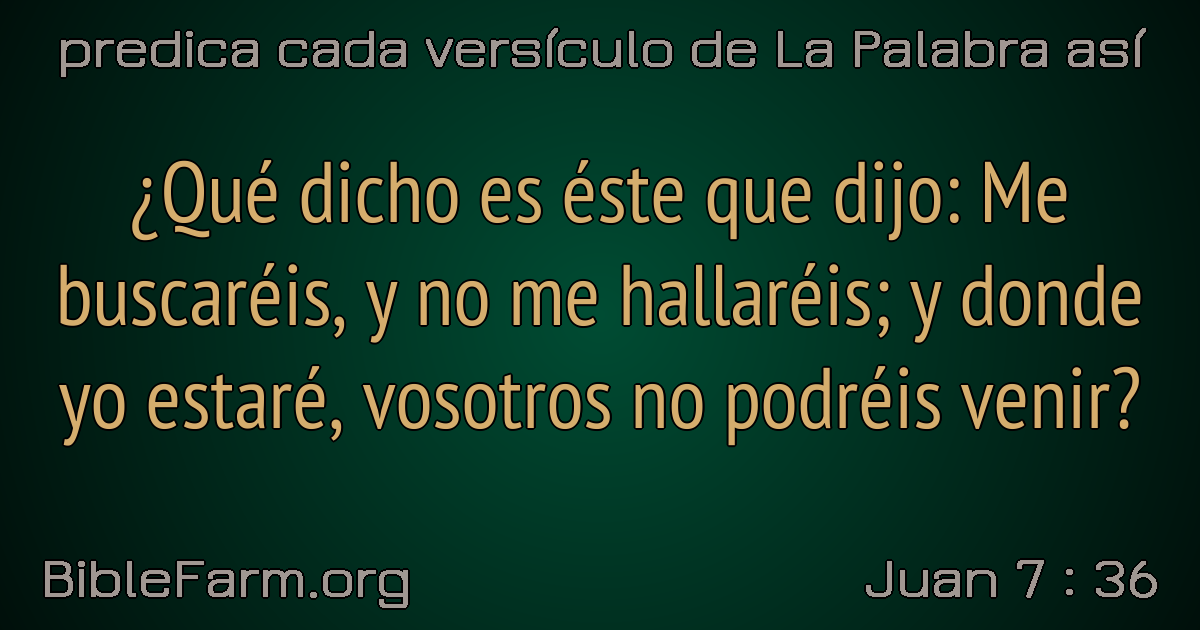 predica cada versículo de La Palabra así
¿Qué dicho es éste que dijo: Me
buscaréis, y no me hallaréis; y donde
yo estaré, vosotros no podréis venir?
BibleFarm.org
Juan 7 : 36